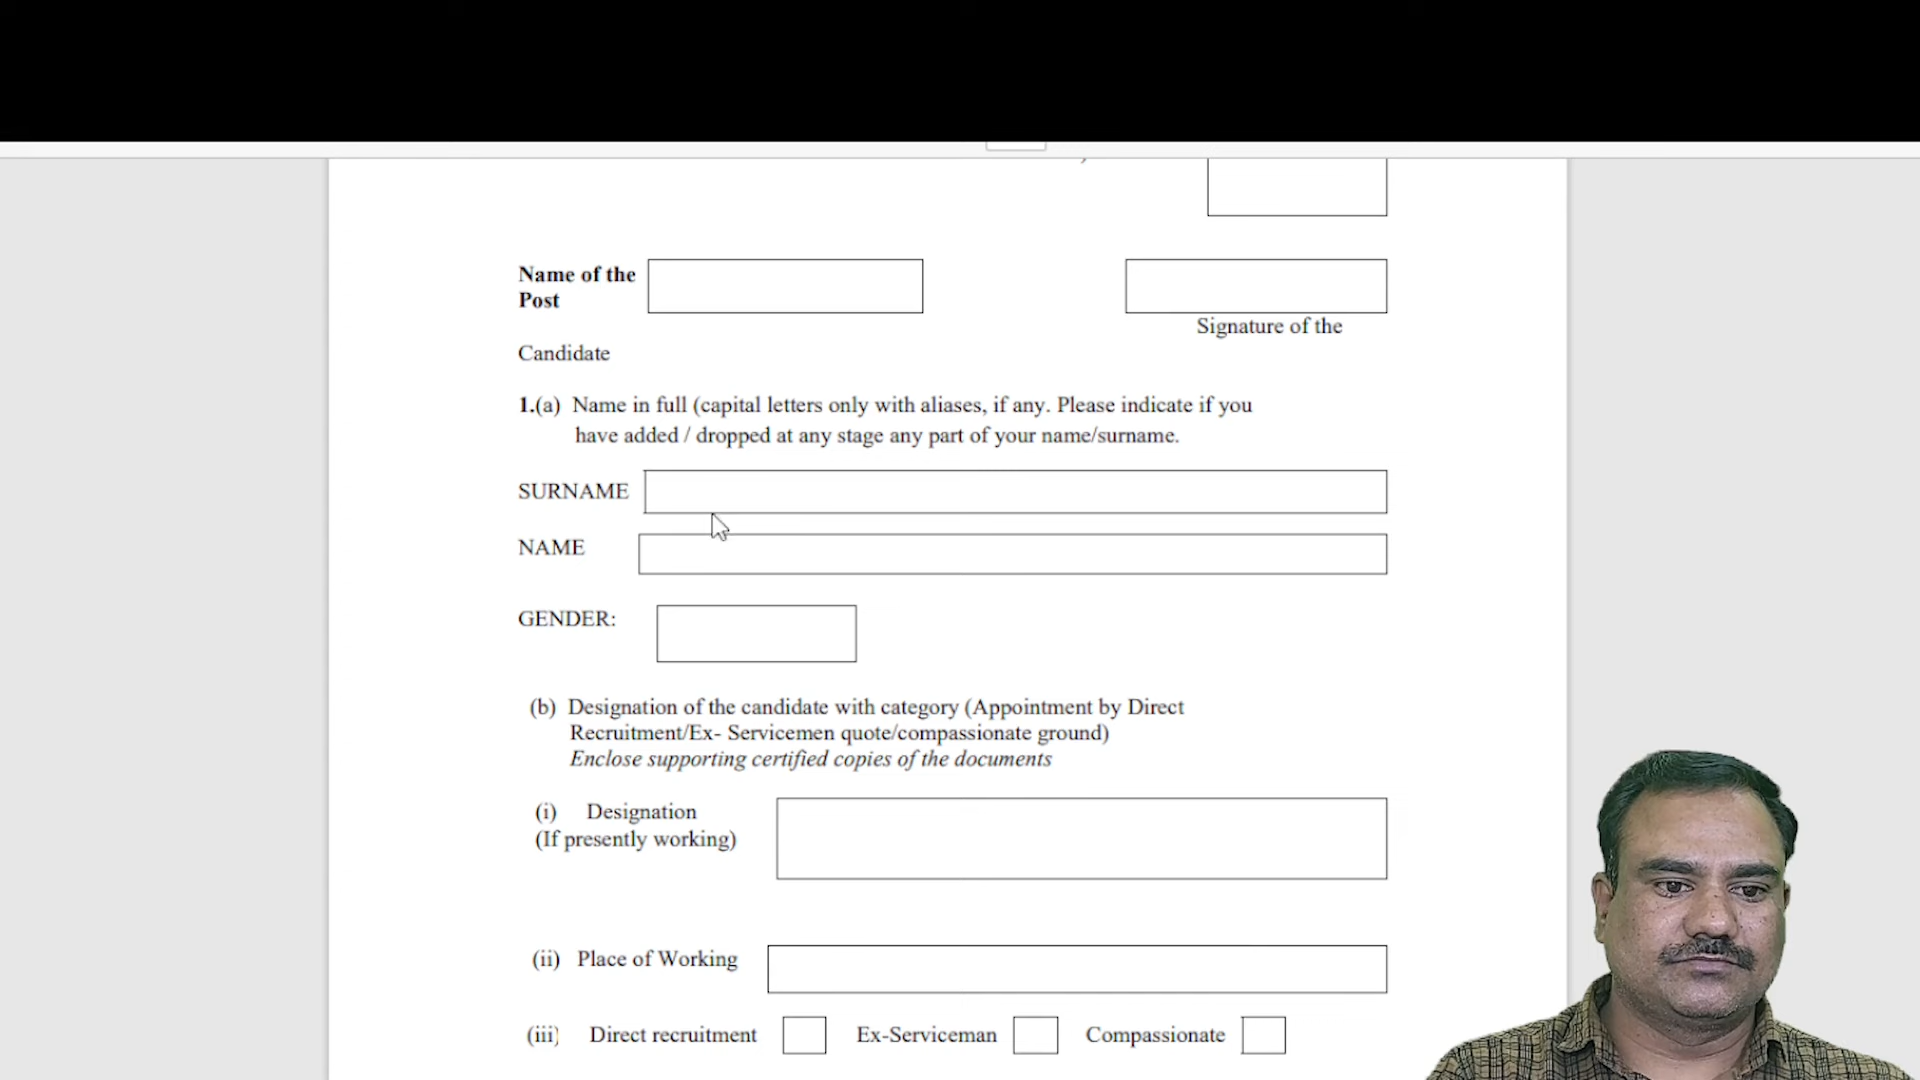 Name of the
Post
Signature of the
Candidate
1.(a) Name in full (capital letters only with aliases, if any. Please indicate if you
have added / dropped at any stage any part of your name/surname.
SURNAME
NAME
GENDER:
(b) Designation of the candidate with category (Appointment by Direct
Recruitment/Ex- Servicemen quote/compassionate ground)
Enclose supporting certified copies of the documents
(i) Designation
(If presently working)
(ii) Place of Working
(iii) Direct recruitment Ex-Serviceman Compassionate